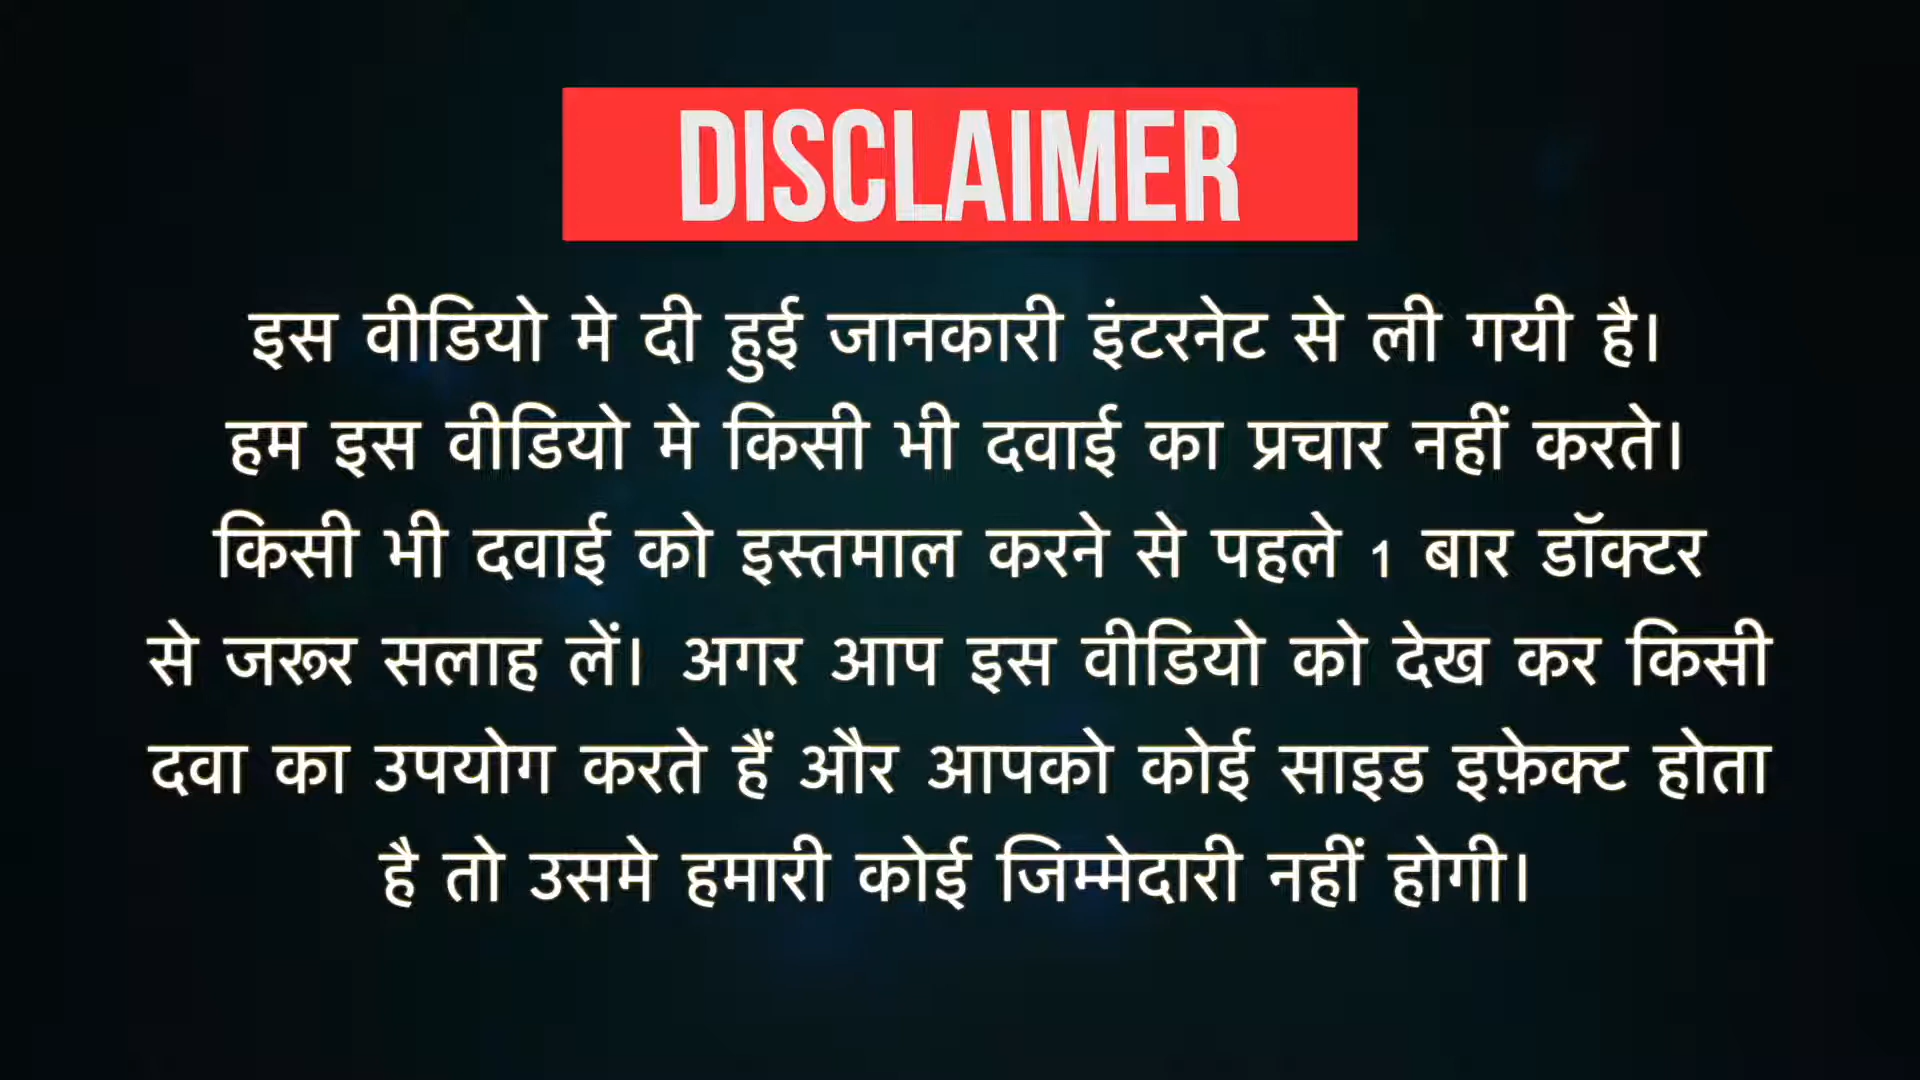 DISCLAIMER
इस वीडियो मे दी हुई जानकारी इंटरनेट से ली गयी है।
हम इस वीडियो मे किसी भी दवाई का प्रचार नहीं करते।
किसी भी दवाई को इस्तमाल करने से पहले 1 बार डॉक्टर
से जरूर सलाह लें। अगर आप इस वीडियो को देख कर किसी
दवा का उपयोग करते हैं और आपको कोई साइड इफ़ेक्ट होता
है तो उसमे हमारी कोई जिम्मेदारी नहीं होगी।